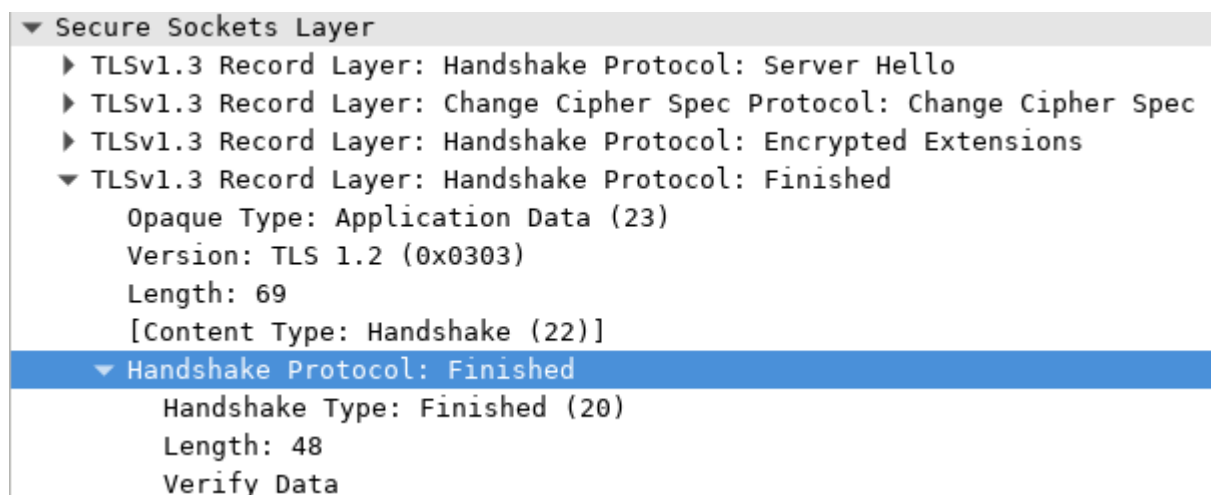 Secure Sockets Layer
TLSv1.3 Record Layer: Handshake Protocol: Server Hello
TLSv1.3 Record Layer: Change Cipher Spec Protocol: Change Cipher Spec
TLSv1.3 Record Layer: Handshake Protocol: Encrypted Extensions
TLSv1.3 Record Layer: Handshake Protocol: Finished
Opaque Type: Application Data (23)
Version: TLS 1.2 (0x0303)
Length: 69
[Content Type: Handshake (22)]
Handshake Protocol: Finished
Handshake Type: Finished (20)
Length: 48
Verify Data